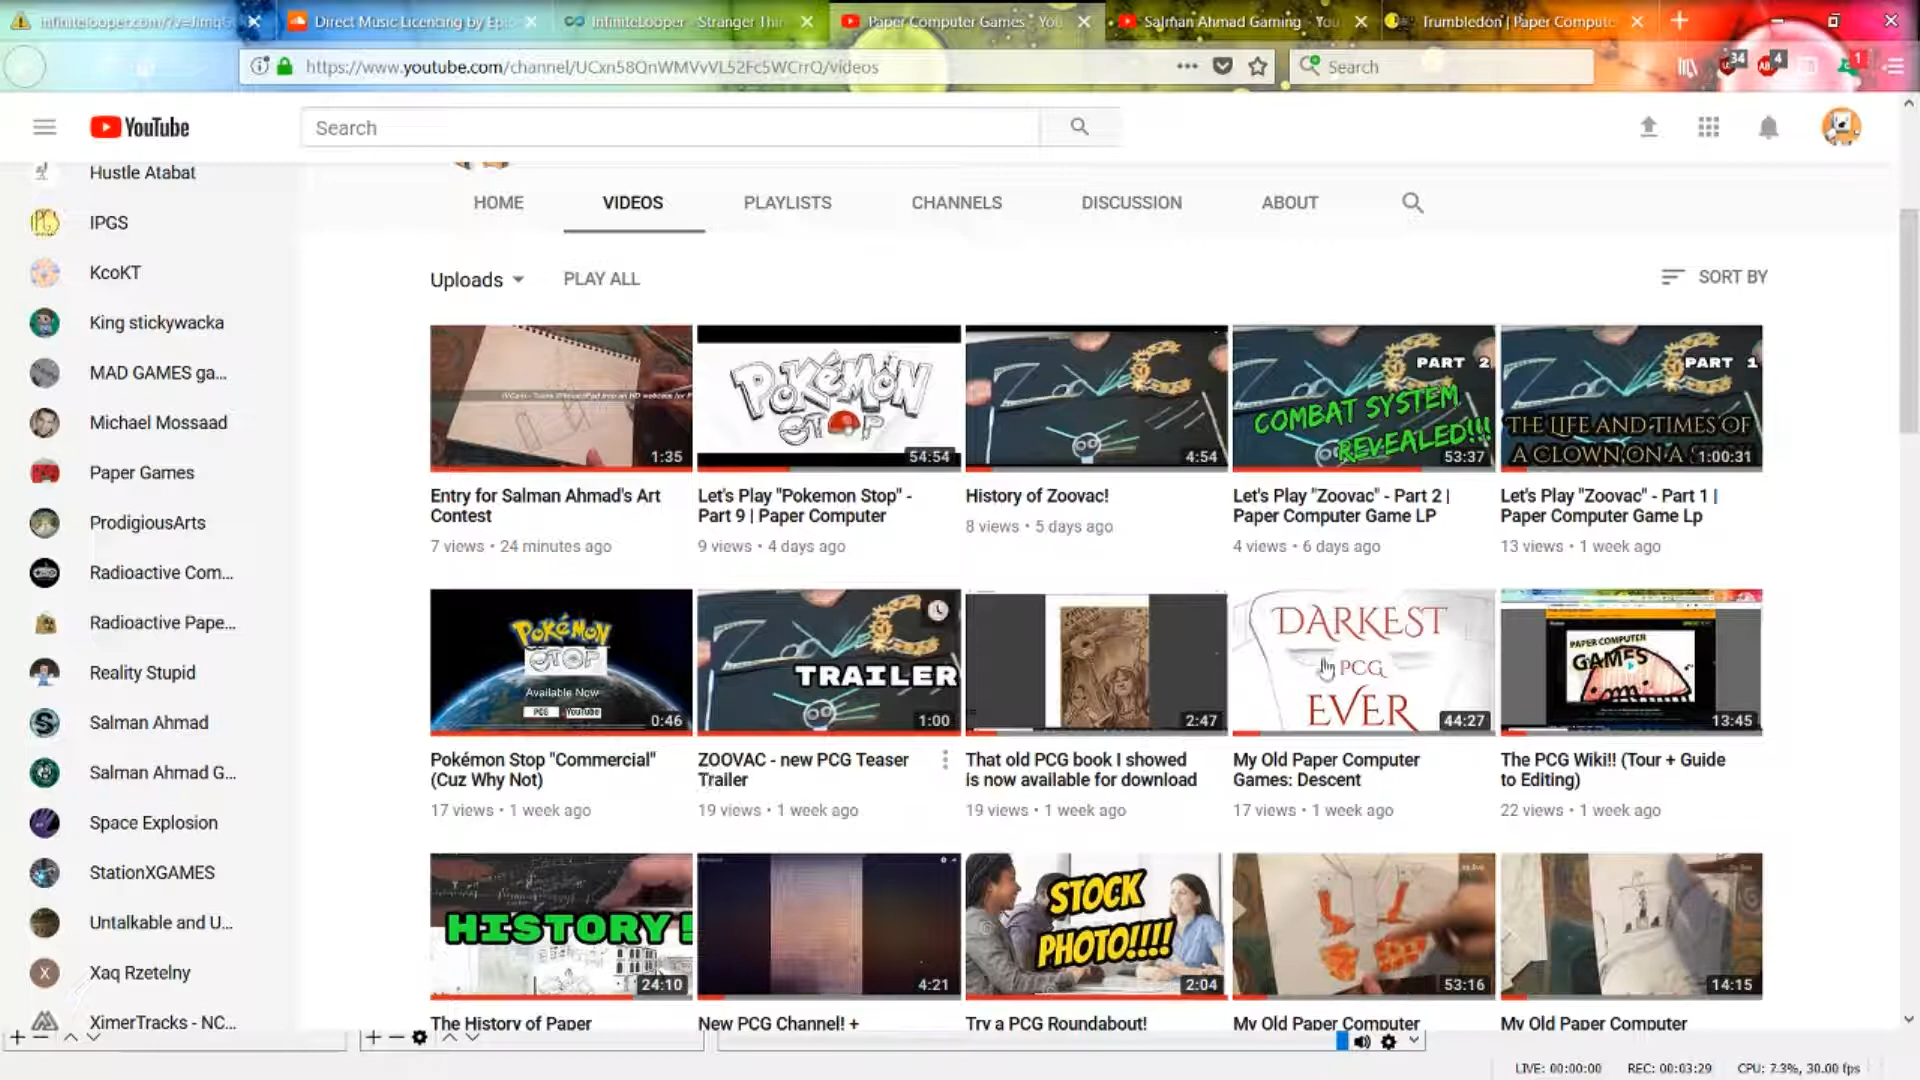 Direct Music Licencing by Epi
InfiniteLooper - Stranger Thin
Paper Computer Games - You
Salman Ahmad Gaming - You
Trumbledon | Paper Compute
https://www.youtube.com/channel/UCxn58QnWMVvVL52Fc5WCrrQ/videos
Search
34
4
1
YouTube
Search
Hustle Atabat
IPGS
KcoKT
King stickywacka
MAD GAMES ga...
Michael Mossaad
Paper Games
ProdigiousArts
Radioactive Com...
Radioactive Pape...
Reality Stupid
Salman Ahmad
Salman Ahmad G...
Space Explosion
StationXGAMES
Untalkable and U...
X
Xaq Rzetelny
XimerTracks - NC...
HOME VIDEOS PLAYLISTS CHANNELS DISCUSSION ABOUT
Uploads PLAY ALL SORT BY
1:35
Entry for Salman Ahmad's Art
Contest
7 views • 24 minutes ago
POKÉMON
STOP
54:54
Let's Play "Pokemon Stop" -
Part 9 | Paper Computer
9 views • 4 days ago
4:54
History of Zoovac!
8 views • 5 days ago
PART 2
COMBAT SYSTEM
REVEALED!!!
53:37
Let's Play "Zoovac" - Part 2 |
Paper Computer Game LP
4 views • 6 days ago
PART 1
THE LIFE AND TIMES OF
A CLOWN ON A
1:00:31
Let's Play "Zoovac" - Part 1 |
Paper Computer Game Lp
13 views • 1 week ago
POKÉMON
STOP
Available Now
PCG YouTube
0:46
Pokémon Stop "Commercial"
(Cuz Why Not)
17 views • 1 week ago
TRAILER
1:00
ZOOVAC - new PCG Teaser
Trailer
19 views • 1 week ago
2:47
That old PCG book I showed
is now available for download
19 views • 1 week ago
DARKEST
PCG
EVER
44:27
My Old Paper Computer
Games: Descent
17 views • 1 week ago
PAPER COMPUTER
GAMES
13:45
The PCG Wiki!! (Tour + Guide
to Editing)
22 views • 1 week ago
HISTORY!
24:10
The History of Paper
4:21
New PCG Channel! +
STOCK
PHOTO!!!!
2:04
Try a PCG Roundabout!
53:16
My Old Paper Computer
14:15
My Old Paper Computer
LIVE: 00:00:00 REC: 00:03:29 CPU: 7.3%, 30.00 fps